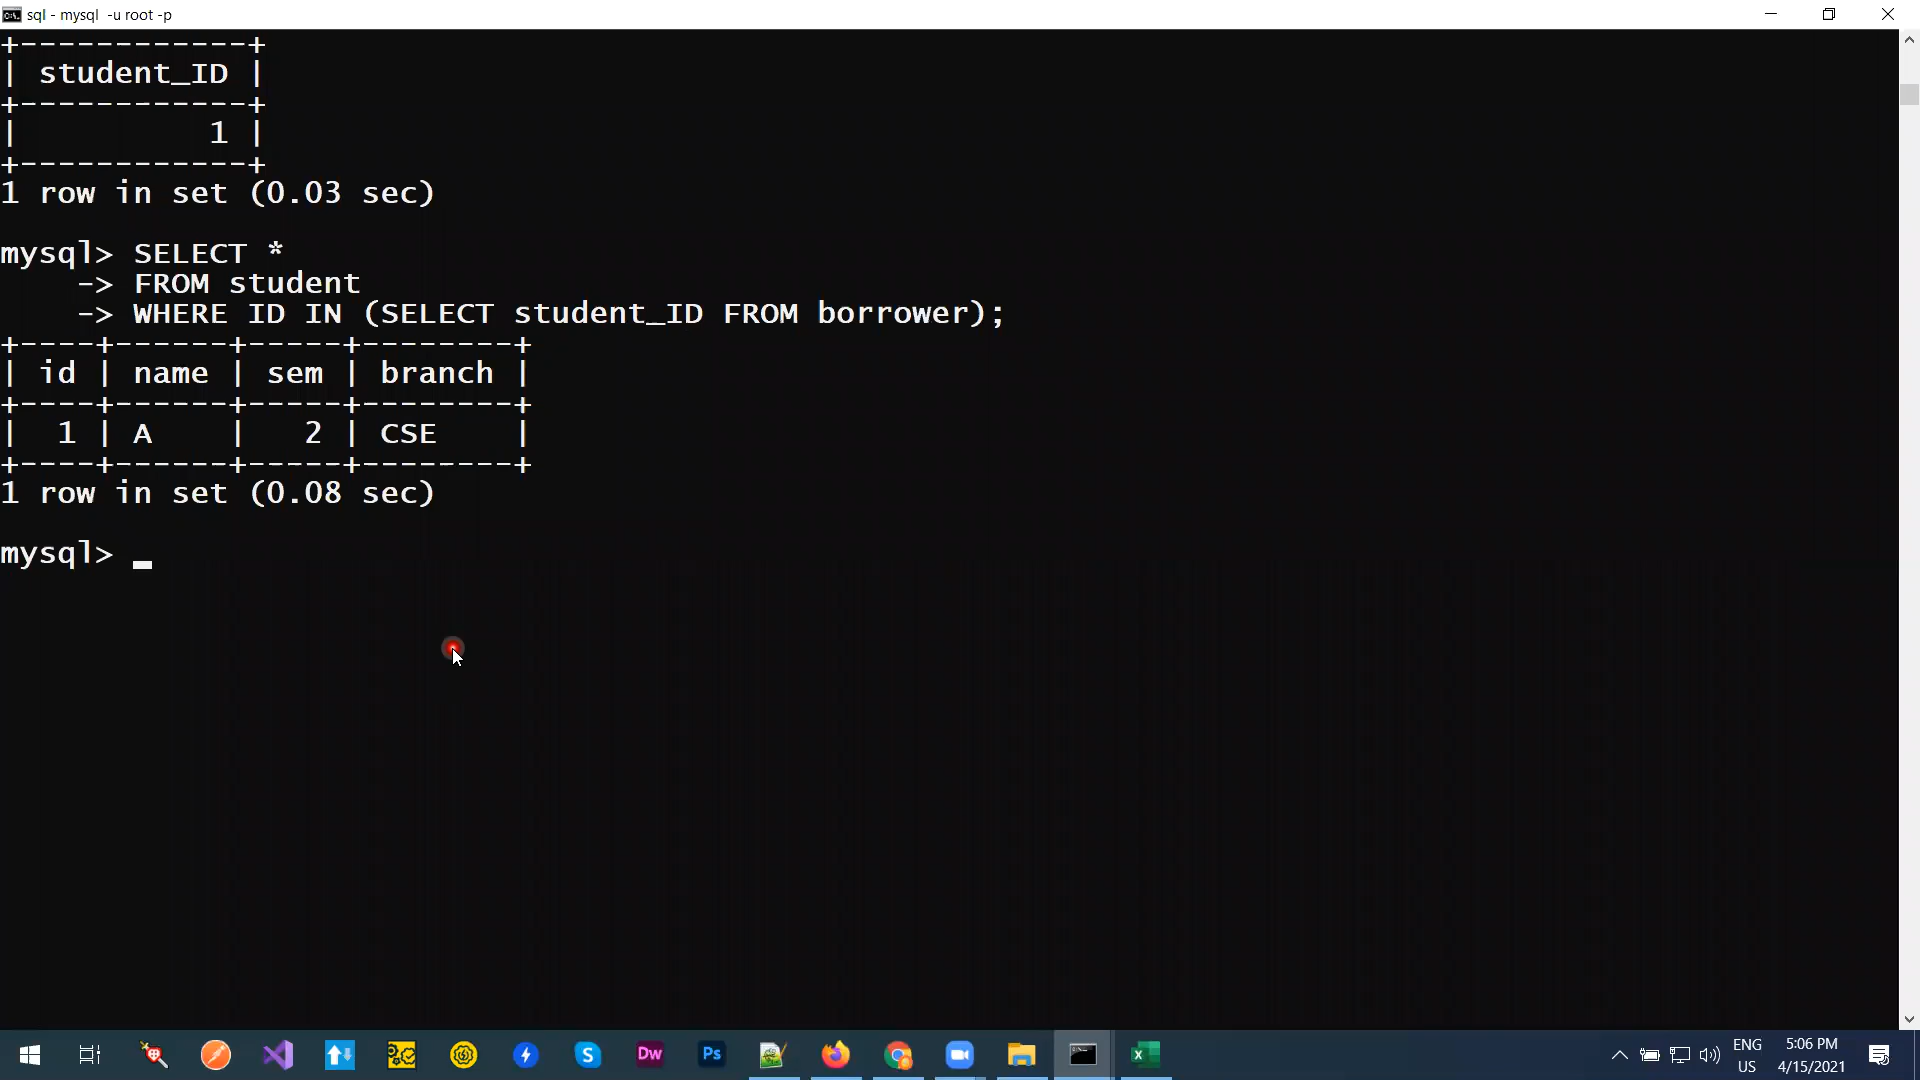 sql - mysql  -u root -p
+------------+
| student_ID |
+------------+
|          1 |
+------------+
1 row in set (0.03 sec)
mysql> SELECT *
    -> FROM student
    -> WHERE ID IN (SELECT student_ID FROM borrower);
+----+------+-----+--------+
| id | name | sem | branch |
+----+------+-----+--------+
|  1 | A    |   2 | CSE    |
+----+------+-----+--------+
1 row in set (0.08 sec)
mysql> _
Dw
Ps
ENG
US
5:06 PM
4/15/2021